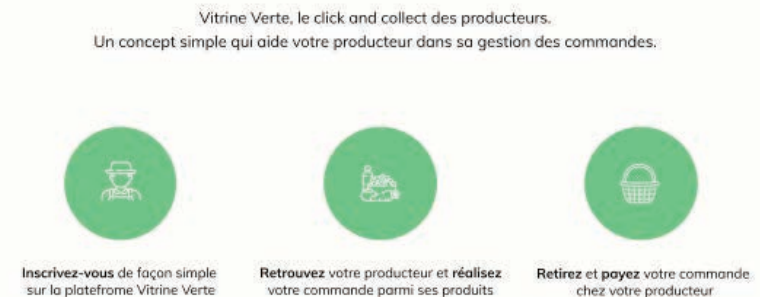 Vitrine Verte, le click and collect des producteurs.
Un concept simple qui aide votre producteur dans sa gestion des commandes.
Inscrivez-vous de façon simple
sur la platefrome Vitrine Verte
Retrouvez votre producteur et réalisez
votre commande parmi ses produits
Retirez et payez votre commande
chez votre producteur